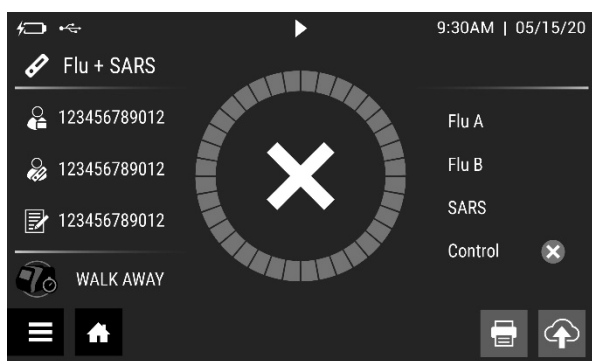 9:30AM | 05/15/20
Flu + SARS
123456789012
123456789012
123456789012
WALK AWAY
Flu A
Flu B
SARS
Control